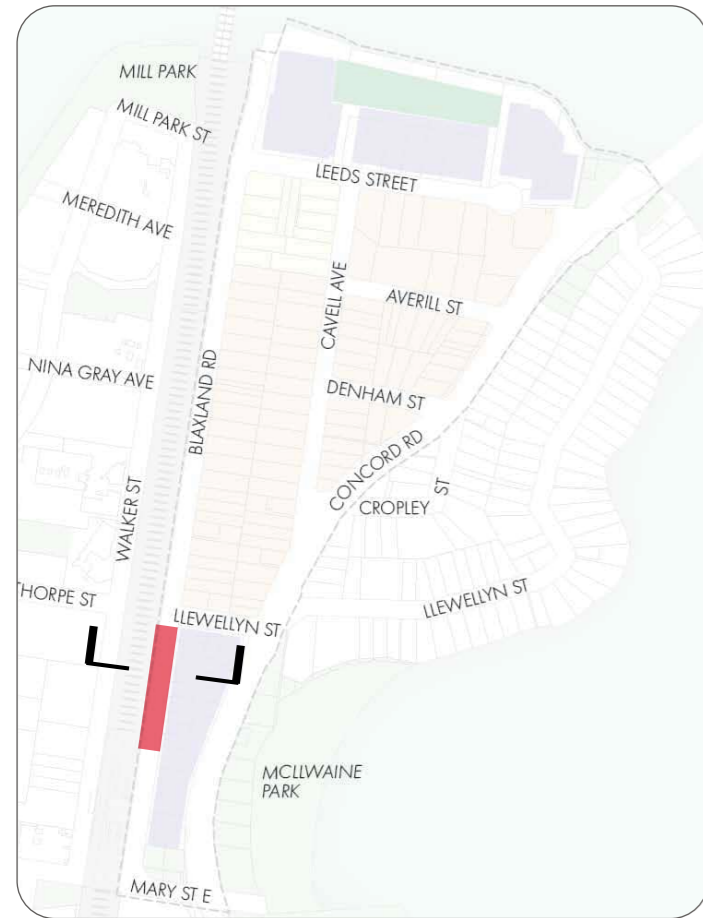 MILL PARK
MILL PARK ST
LEEDS STREET
MEREDITH AVE
CAVELL AVE
AVERILL ST
NINA GRAY AVE
BLAXLAND RD
DENHAM ST
CONCORD RD
WALKER ST
CROPLEY ST
THORPE ST
LLEWELLYN ST
LLEWELLYN ST
MCLLWAINE
PARK
MARY ST E